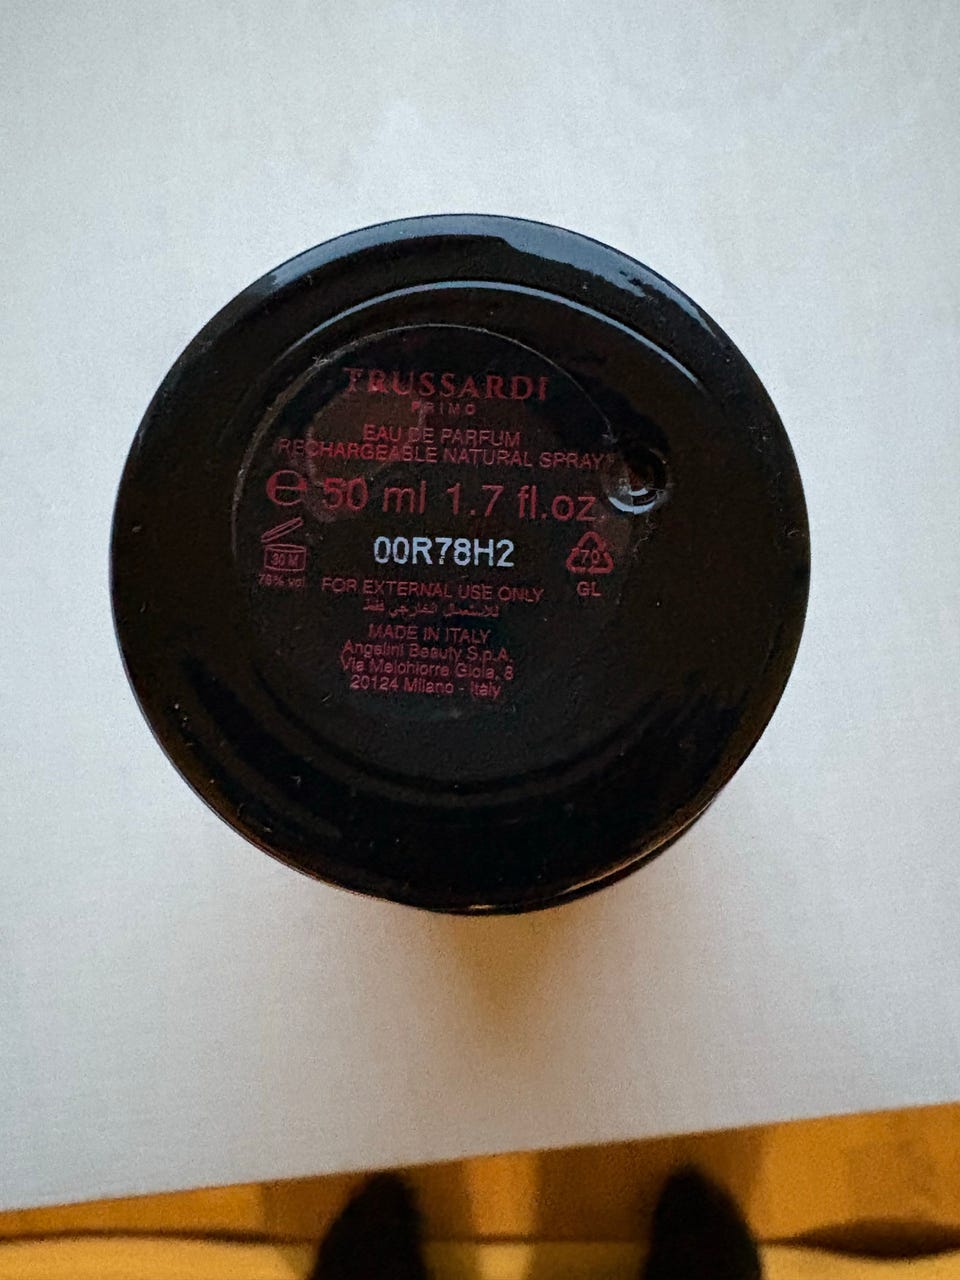 TRUSSARDI
PRIMO
EAU DE PARFUM
RECHARGEABLE NATURAL SPRAY
℮ 50 ml 1.7 fl.oz
30 M
00R78H2
70
78% vol
FOR EXTERNAL USE ONLY
GL
للاستعمال الخارجي فقط
MADE IN ITALY
Angelini Beauty S.p.A.
Via Melchiorre Gioia, 8
20124 Milano - Italy